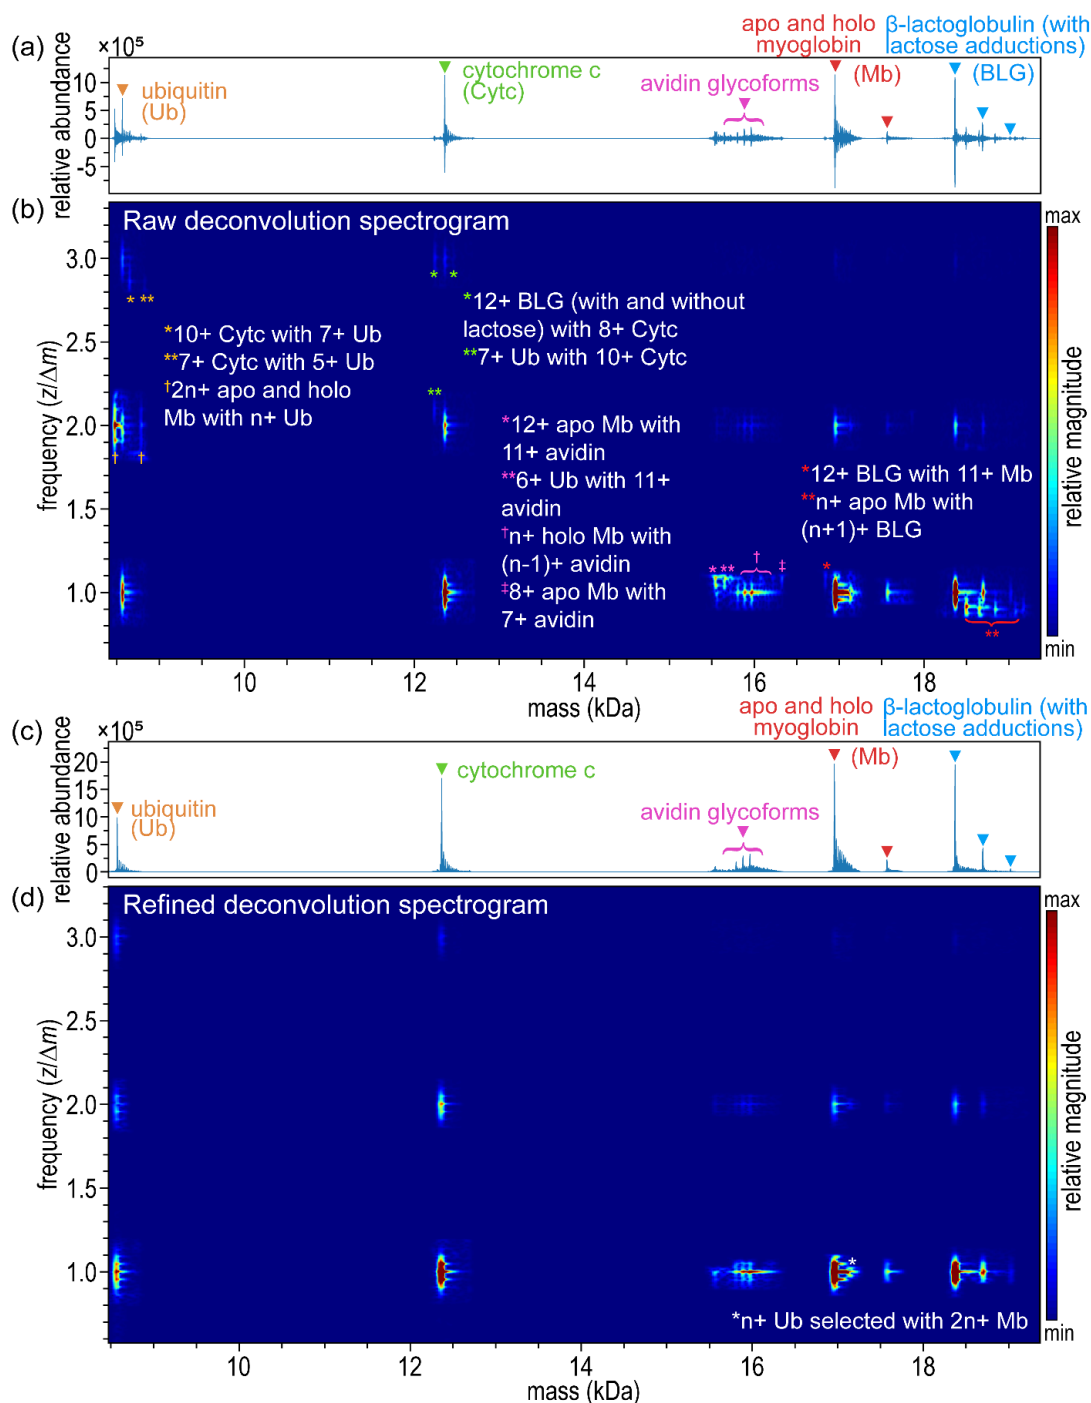 apo and holo
myoglobin
β-lactoglobulin (with
lactose adductions)
(a)
×10⁵
ubiquitin
(Ub)
cytochrome c
(Cytc)
avidin glycoforms
(Mb)
(BLG)
relative abundance
10
5
0
-5
(b)
Raw deconvolution spectrogram
max
3.0
*
**
*
*
*10+ Cytc with 7+ Ub
**7+ Cytc with 5+ Ub
†2n+ apo and holo
Mb with n+ Ub
*12+ BLG (with and without
lactose) with 8+ Cytc
**7+ Ub with 10+ Cytc
2.5
**
2.0
†
†
*12+ apo Mb with
11+ avidin
**6+ Ub with 11+
avidin
†n+ holo Mb with
(n-1)+ avidin
‡8+ apo Mb with
7+ avidin
*12+ BLG with 11+ Mb
**n+ apo Mb with
(n+1)+ BLG
1.5
*
**
†
‡
*
1.0
**
frequency (z/Δm)
relative magnitude
min
10
12
14
16
18
mass (kDa)
apo and holo
myoglobin
β-lactoglobulin (with
lactose adductions)
(c)
×10⁵
ubiquitin
(Ub)
cytochrome c
avidin glycoforms
(Mb)
relative abundance
20
15
10
5
0
(d)
Refined deconvolution spectrogram
max
3.0
2.5
2.0
1.5
1.0
*
*n+ Ub selected with 2n+ Mb
frequency (z/Δm)
relative magnitude
min
10
12
14
16
18
mass (kDa)